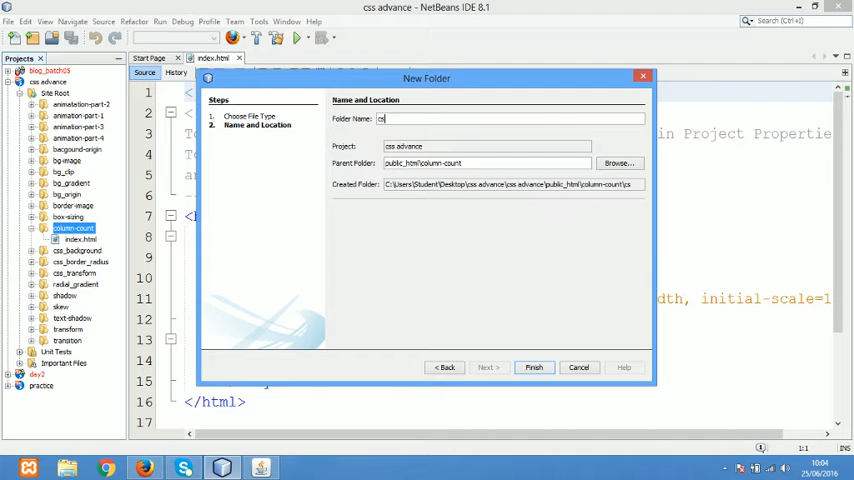 css advance - NetBeans IDE 8.1
File Edit View Navigate Source Refactor Run Debug Profile Team Tools Window Help
Search (Ctrl+I)
Projects
Start Page index.html
Source History
blog_batch05
css advance
Site Root
animatation-part-2
animation-part-1
animation-part-3
animation-part-4
bacgound-origin
bg-image
bg_clip
bg_gradient
bg_origin
border-image
box-sizing
column-count
index.html
css_background
css_border_radius
css_transform
radial_gradient
shadow
skew
text-shadow
transform
transition
Unit Tests
Important Files
day2
practice
1
2
3
4
5
6
7
8
9
10
11
12
13
14
15
16
17
<
<
To
To
an
in Project Properties
<h
dth, initial-scale=1
</html>
New Folder
Steps
1. Choose File Type
2. Name and Location
Name and Location
Folder Name: cs
Project: css advance
Parent Folder: public_html\column-count
Browse...
Created Folder: C:\Users\Student\Desktop\css advance\css advance\public_html\column-count\cs
< Back Next > Finish Cancel Help
1:1 INS
10:04
25/06/2016